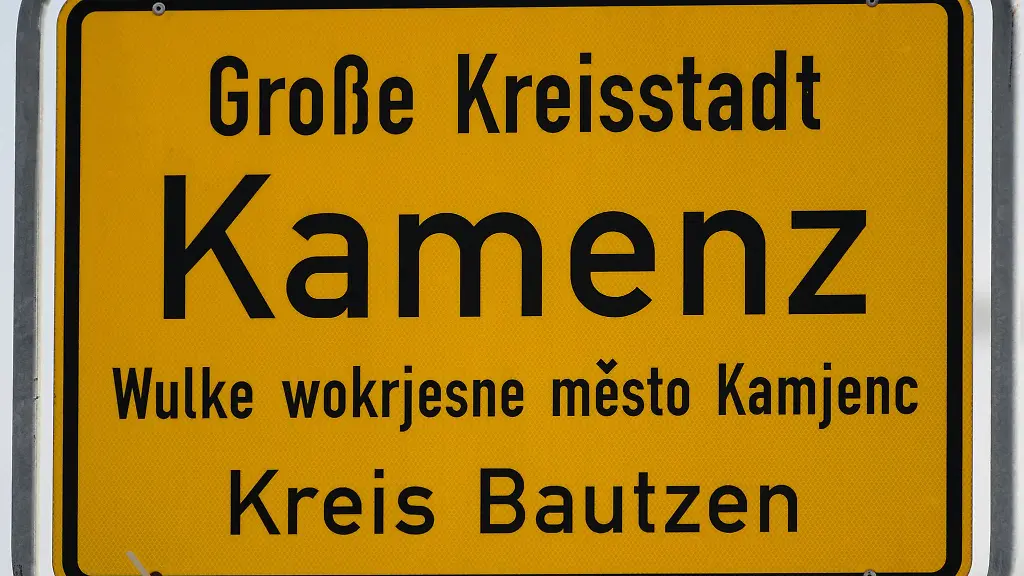 Große Kreisstadt
Kamenz
Wulke wokrjesne město Kamjenc
Kreis Bautzen